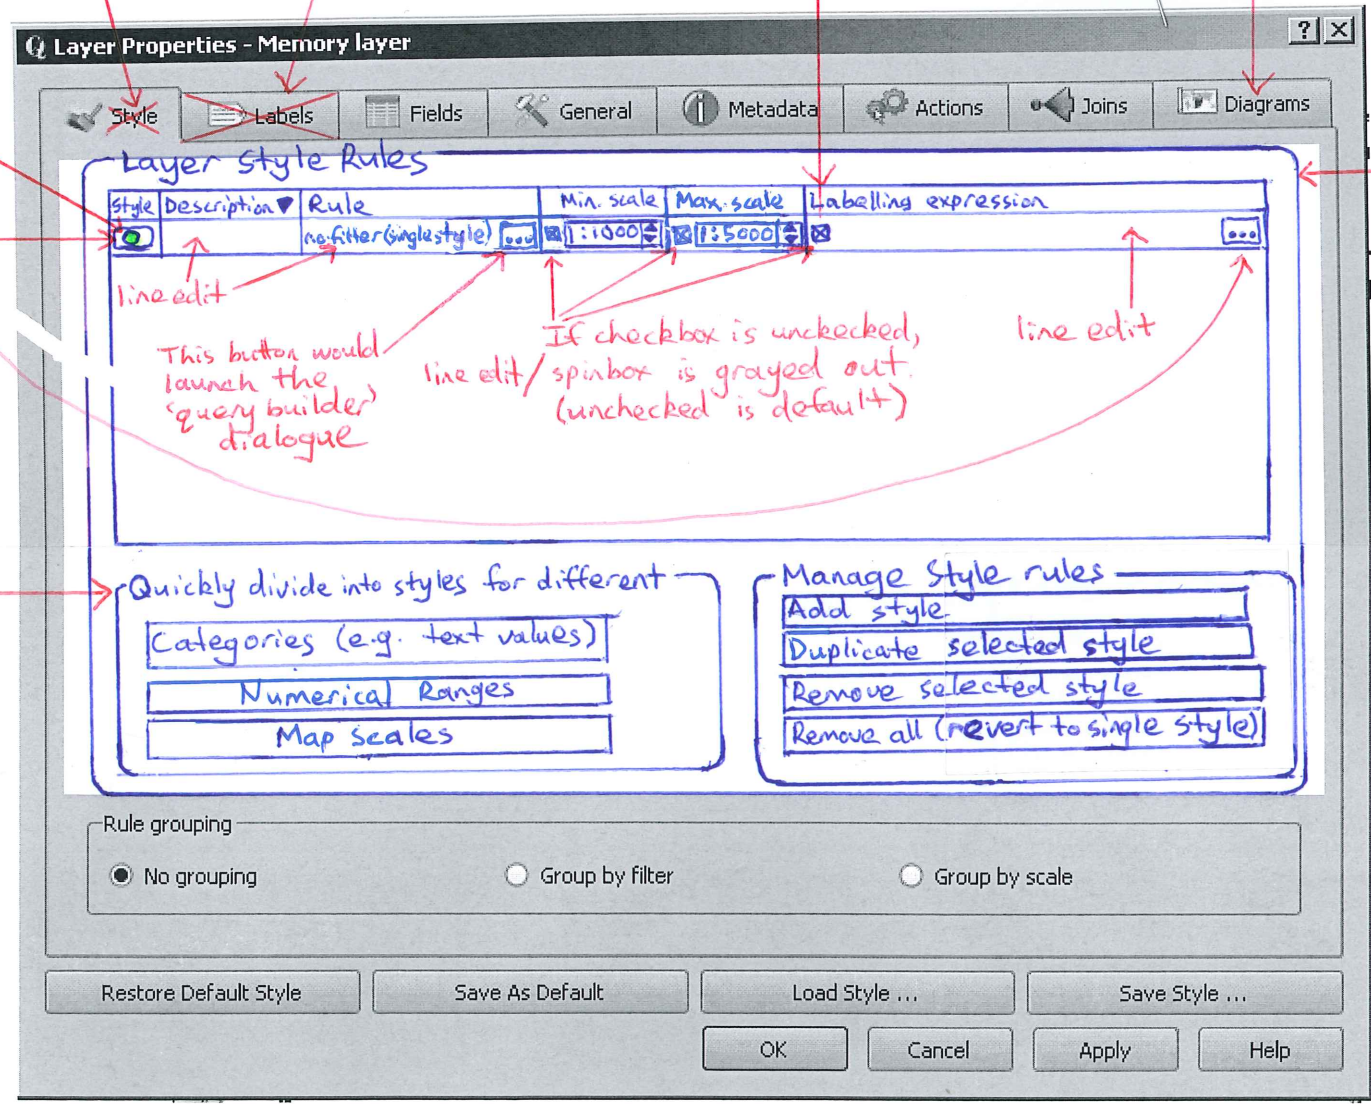 Layer Properties - Memory layer
Style Labels Fields General Metadata Actions Joins Diagrams
Layer Style Rules
Style Description Rule Min. scale Max. scale Labelling expression
no filter (single style) ... 1:1000 1:5000 ...
line edit
This button would
launch the
'query builder'
dialogue
If checkbox is unckecked,
line edit/spinbox is grayed out.
(unchecked is default)
line edit
Quickly divide into styles for different
Categories (e.g. text values)
Numerical Ranges
Map Scales
Manage Style rules
Add style
Duplicate selected style
Remove selected style
Remove all (revert to single style)
Rule grouping
No grouping Group by filter Group by scale
Restore Default Style Save As Default Load Style ... Save Style ...
OK Cancel Apply Help